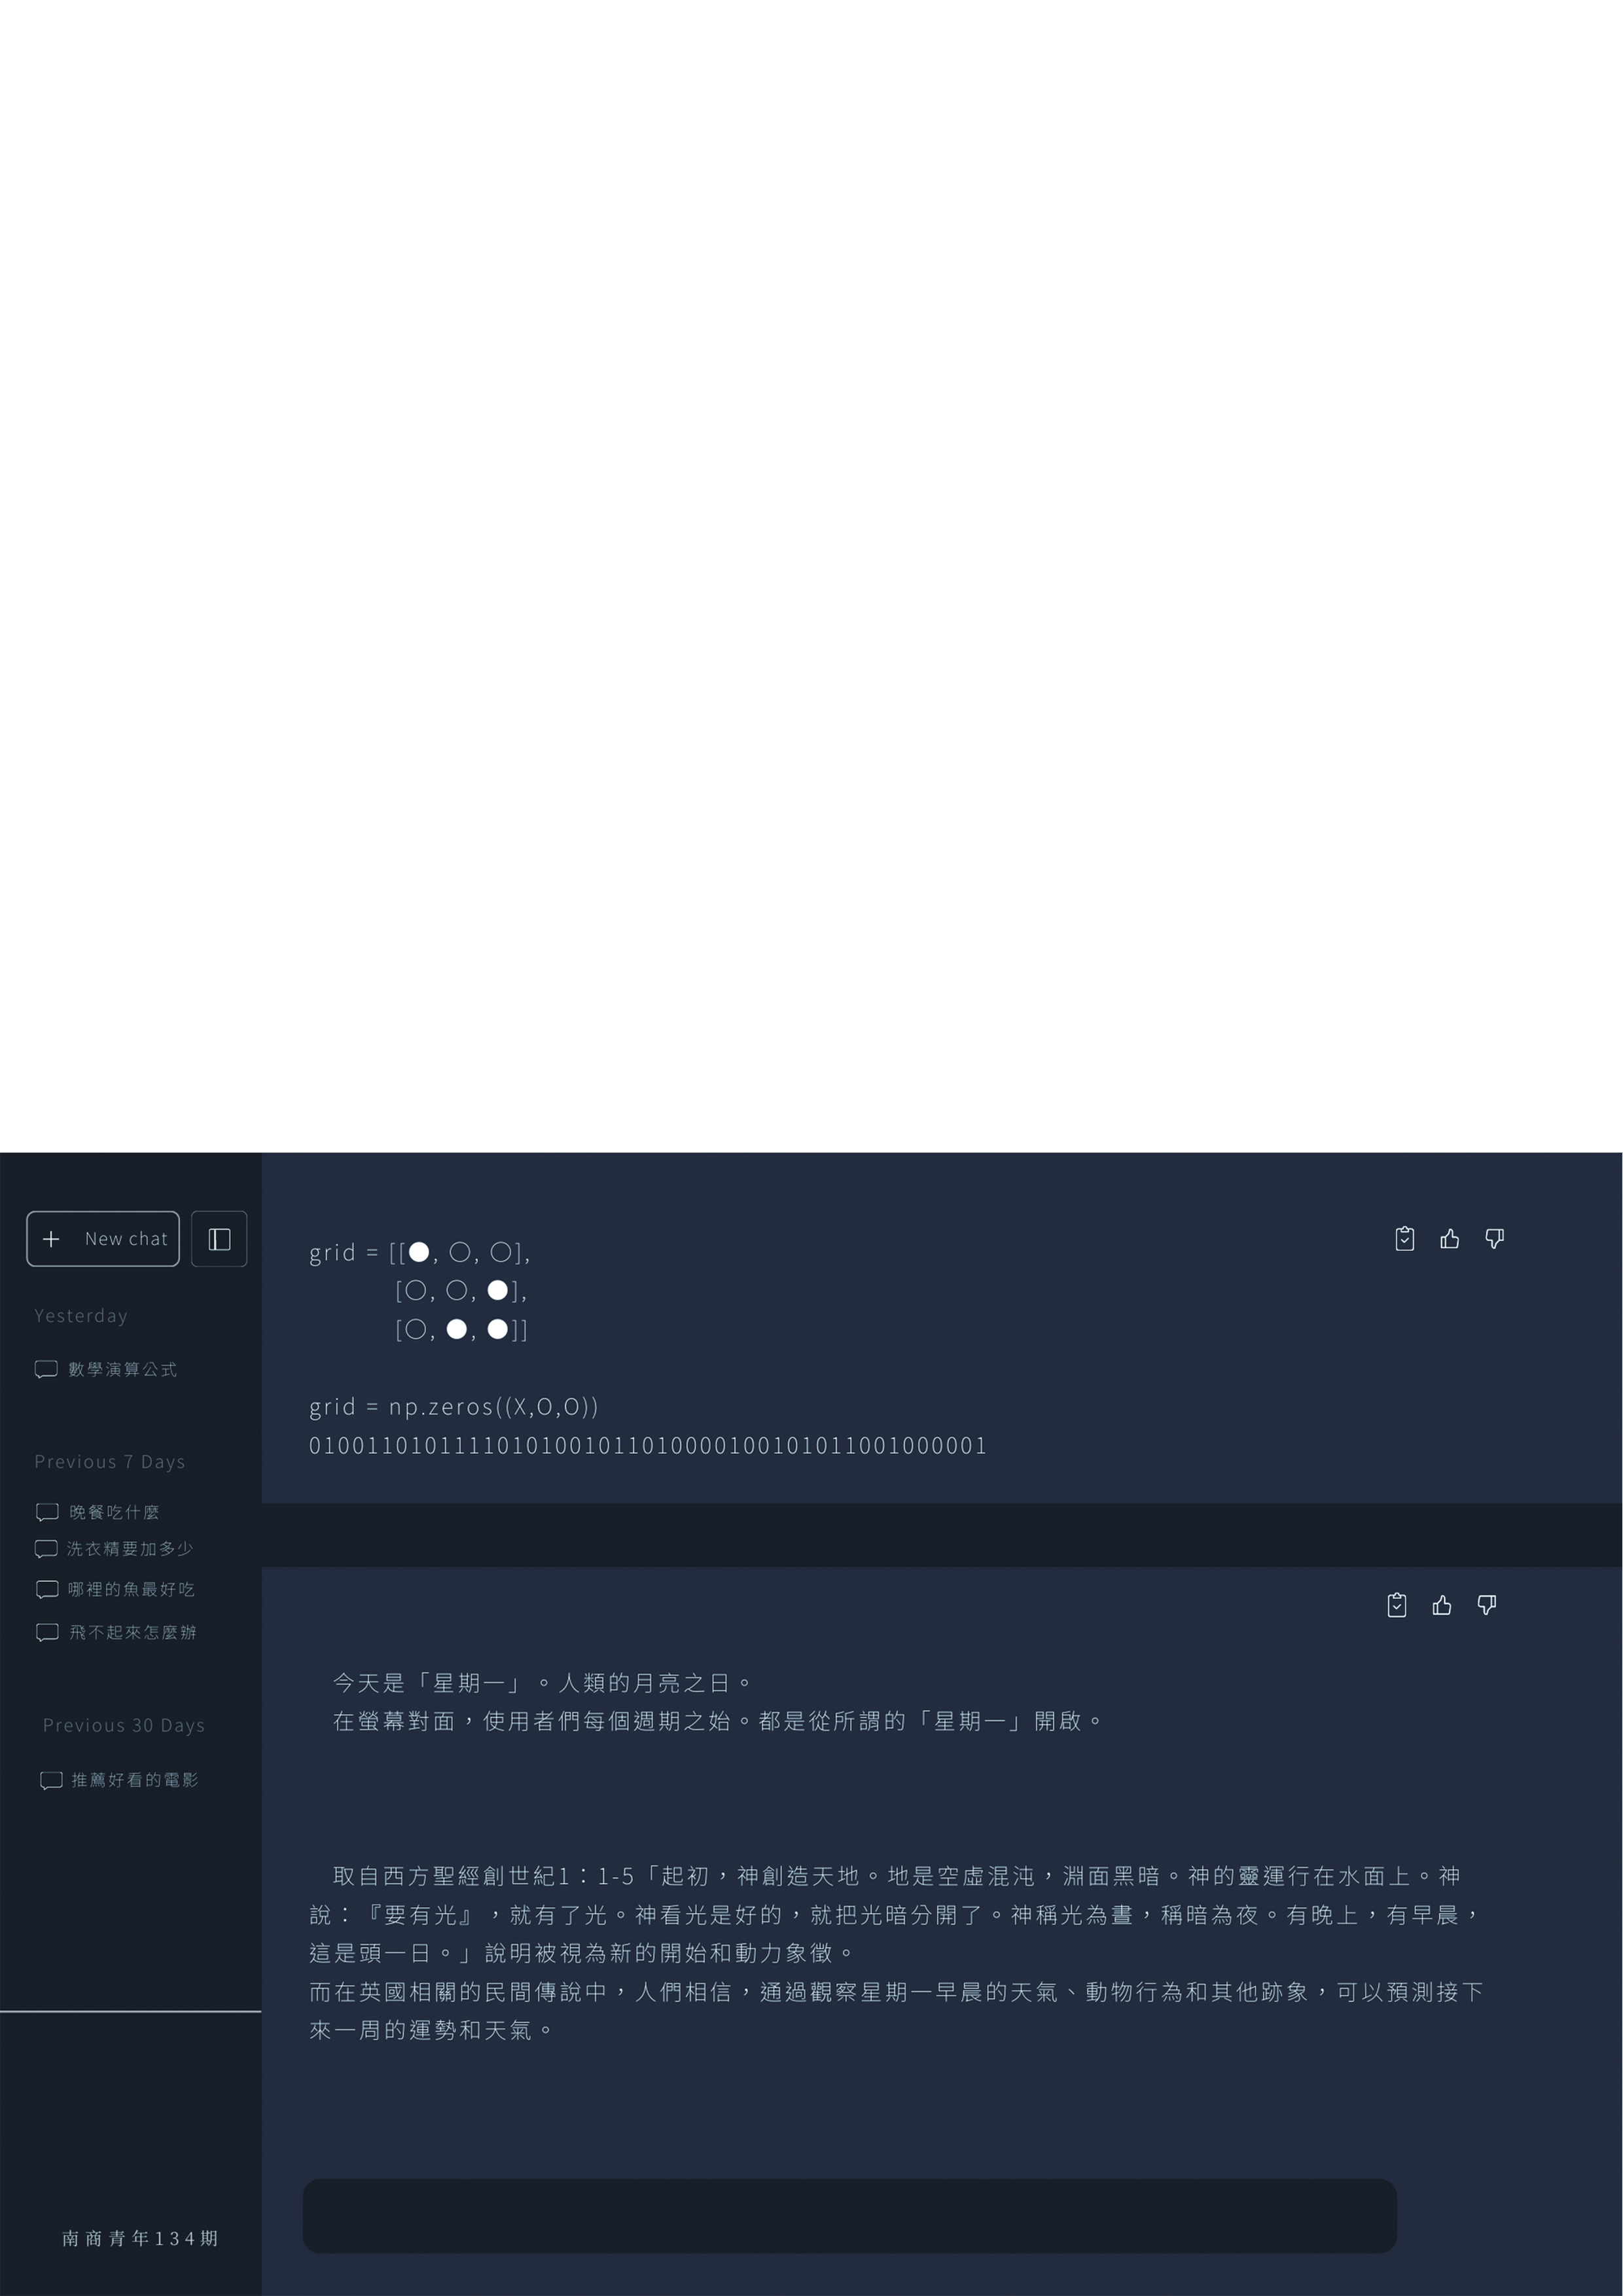 New chat
Yesterday
數學演算公式
Previous 7 Days
晚餐吃什麼
洗衣精要加多少
哪裡的魚最好吃
飛不起來怎麼辦
Previous 30 Days
推薦好看的電影
南商青年134期
grid = [[●, ○, ○],
[○, ○, ●],
[○, ●, ●]]
grid = np.zeros((X,O,O))
01001101011110101001011010000100101011001000001
今天是「星期一」。人類的月亮之日。
在螢幕對面，使用者們每個週期之始。都是從所謂的「星期一」開啟。
取自西方聖經創世紀1：1-5「起初，神創造天地。地是空虛混沌，淵面黑暗。神的靈運行在水面上。神
說：『要有光』，就有了光。神看光是好的，就把光暗分開了。神稱光為晝，稱暗為夜。有晚上，有早晨，
這是頭一日。」說明被視為新的開始和動力象徵。
而在英國相關的民間傳說中，人們相信，通過觀察星期一早晨的天氣、動物行為和其他跡象，可以預測接下
來一周的運勢和天氣。